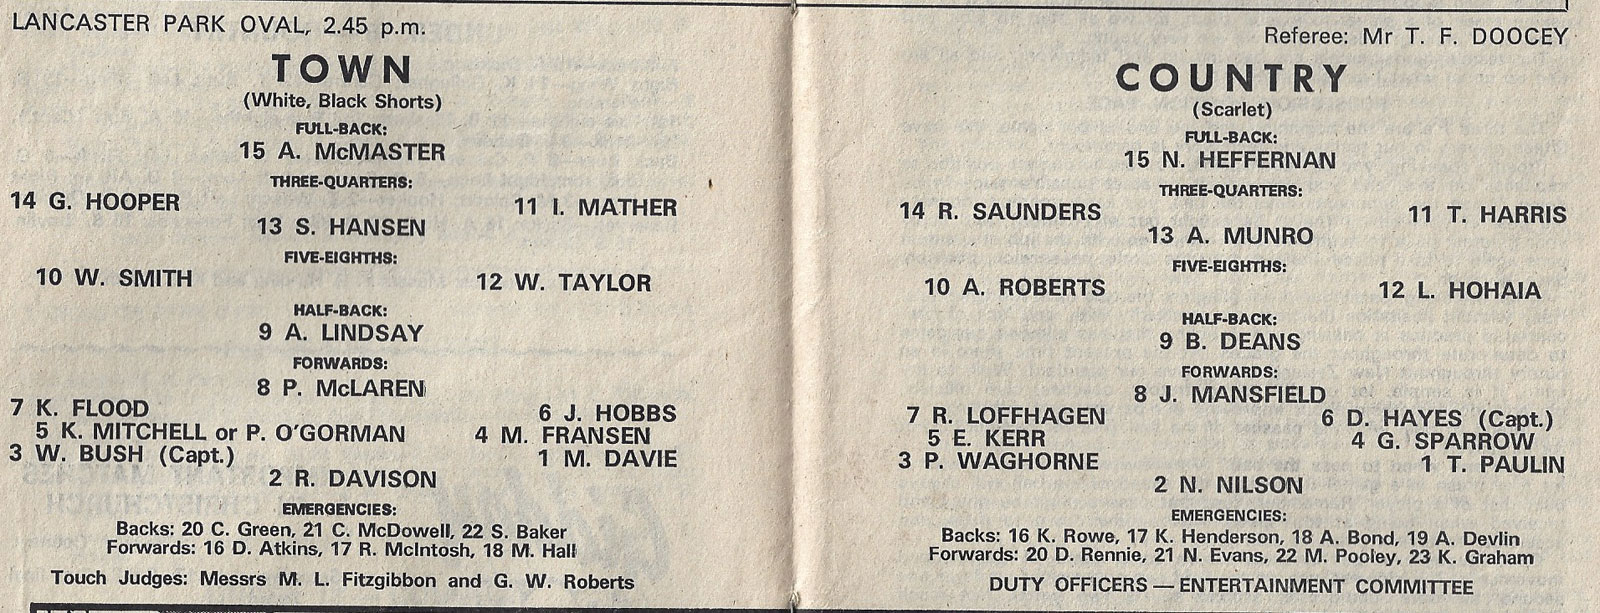 LANCASTER PARK OVAL, 2.45 p.m.
TOWN
(White, Black Shorts)
FULL-BACK:
15 A. McMASTER
THREE-QUARTERS:
14 G. HOOPER 11 I. MATHER
13 S. HANSEN
FIVE-EIGHTHS:
10 W. SMITH 12 W. TAYLOR
HALF-BACK:
9 A. LINDSAY
FORWARDS:
8 P. McLAREN
7 K. FLOOD 6 J. HOBBS
5 K. MITCHELL or P. O'GORMAN 4 M. FRANSEN
3 W. BUSH (Capt.) 1 M. DAVIE
2 R. DAVISON
EMERGENCIES:
Backs: 20 C. Green, 21 C. McDowell, 22 S. Baker
Forwards: 16 D. Atkins, 17 R. McIntosh, 18 M. Hall
Touch Judges: Messrs M. L. Fitzgibbon and G. W. Roberts
Referee: Mr T. F. DOOCEY
COUNTRY
(Scarlet)
FULL-BACK:
15 N. HEFFERNAN
THREE-QUARTERS:
14 R. SAUNDERS 11 T. HARRIS
13 A. MUNRO
FIVE-EIGHTHS:
10 A. ROBERTS 12 L. HOHAIA
HALF-BACK:
9 B. DEANS
FORWARDS:
8 J. MANSFIELD
7 R. LOFFHAGEN 6 D. HAYES (Capt.)
5 E. KERR 4 G. SPARROW
3 P. WAGHORNE 1 T. PAULIN
2 N. NILSON
EMERGENCIES:
Backs: 16 K. Rowe, 17 K. Henderson, 18 A. Bond, 19 A. Devlin
Forwards: 20 D. Rennie, 21 N. Evans, 22 M. Pooley, 23 K. Graham
DUTY OFFICERS — ENTERTAINMENT COMMITTEE